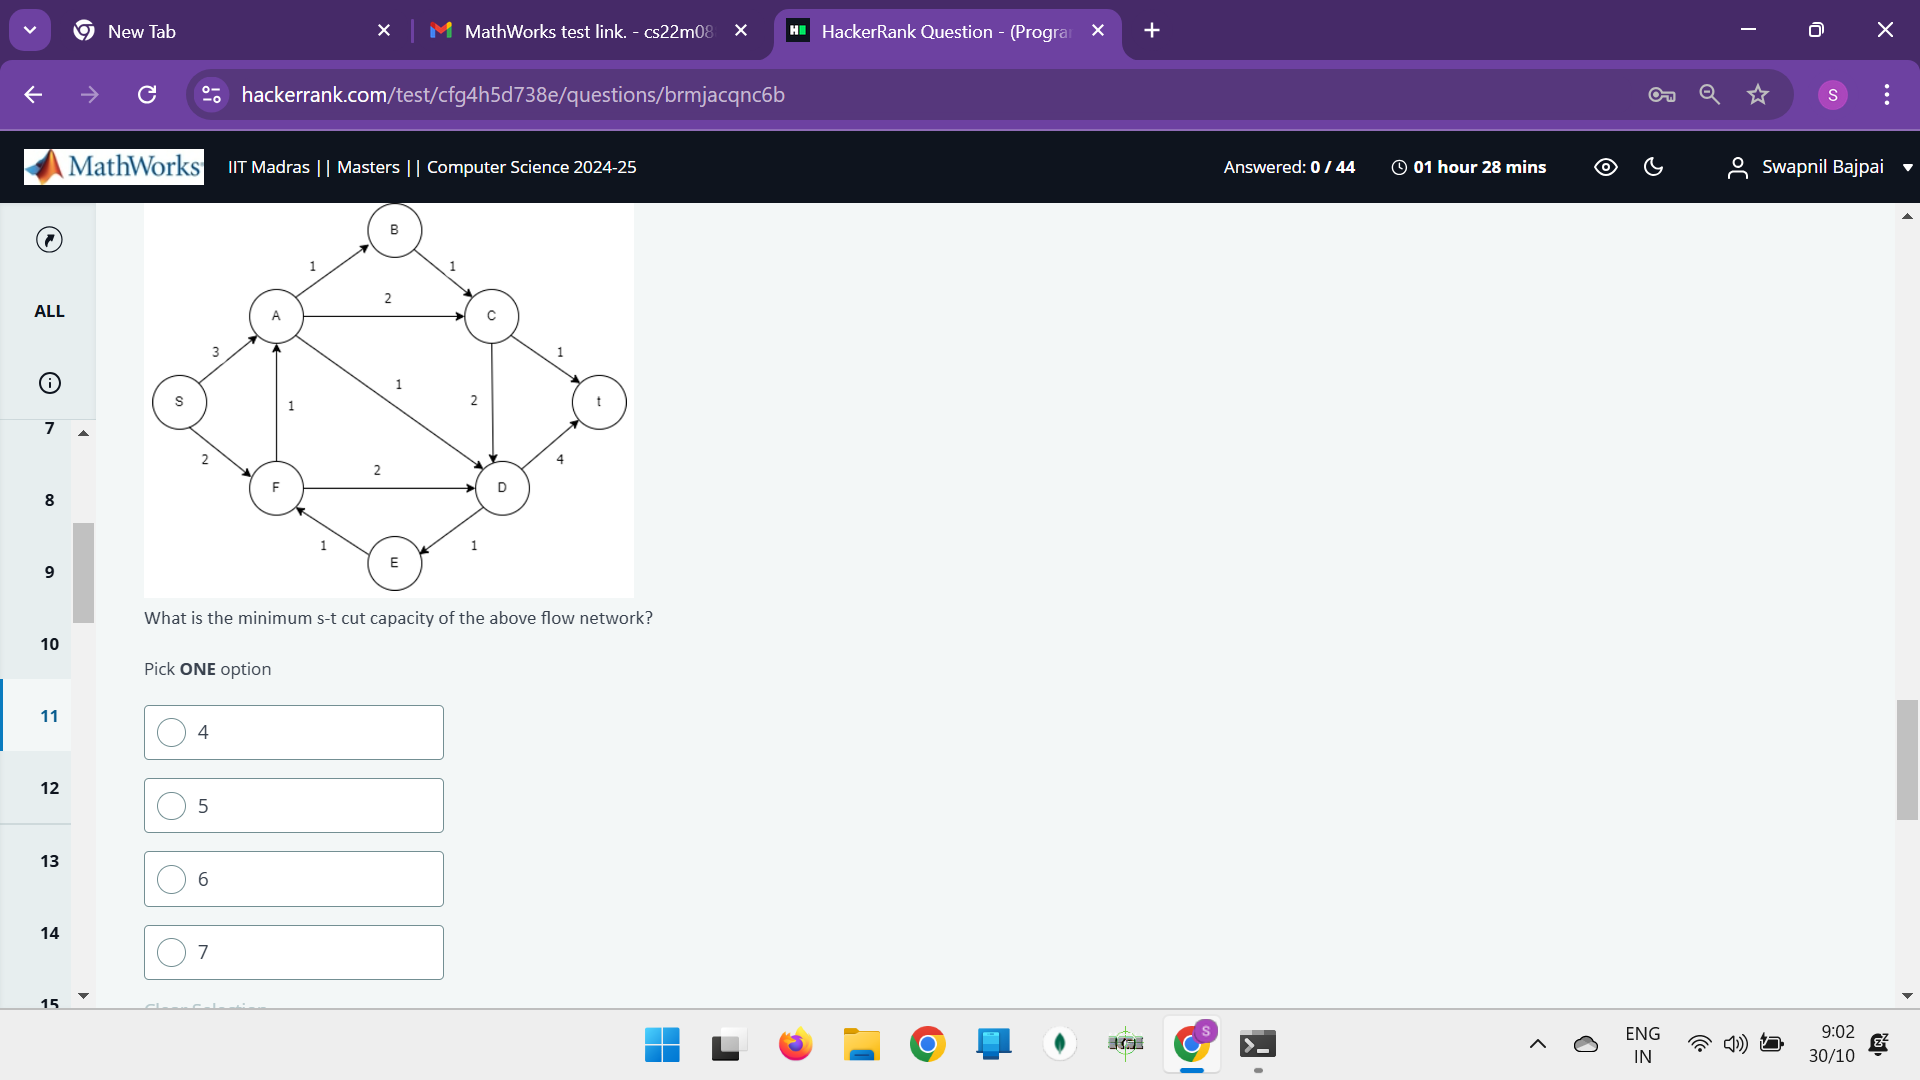 New Tab
MathWorks test link. - cs22m08
HackerRank Question - (Progra
hackerrank.com/test/cfg4h5d738e/questions/brmjacqnc6b
S
MathWorks
IIT Madras || Masters || Computer Science 2024-25
Answered: 0 / 44
01 hour 28 mins
Swapnil Bajpai
ALL
7
8
9
10
11
12
13
14
15
B
1
1
2
A
C
3
1
1
S
1
2
t
2
2
4
F
D
1
1
E
What is the minimum s-t cut capacity of the above flow network?
Pick ONE option
4
5
6
7
Clear Selection
S
ENG
IN
9:02
30/10